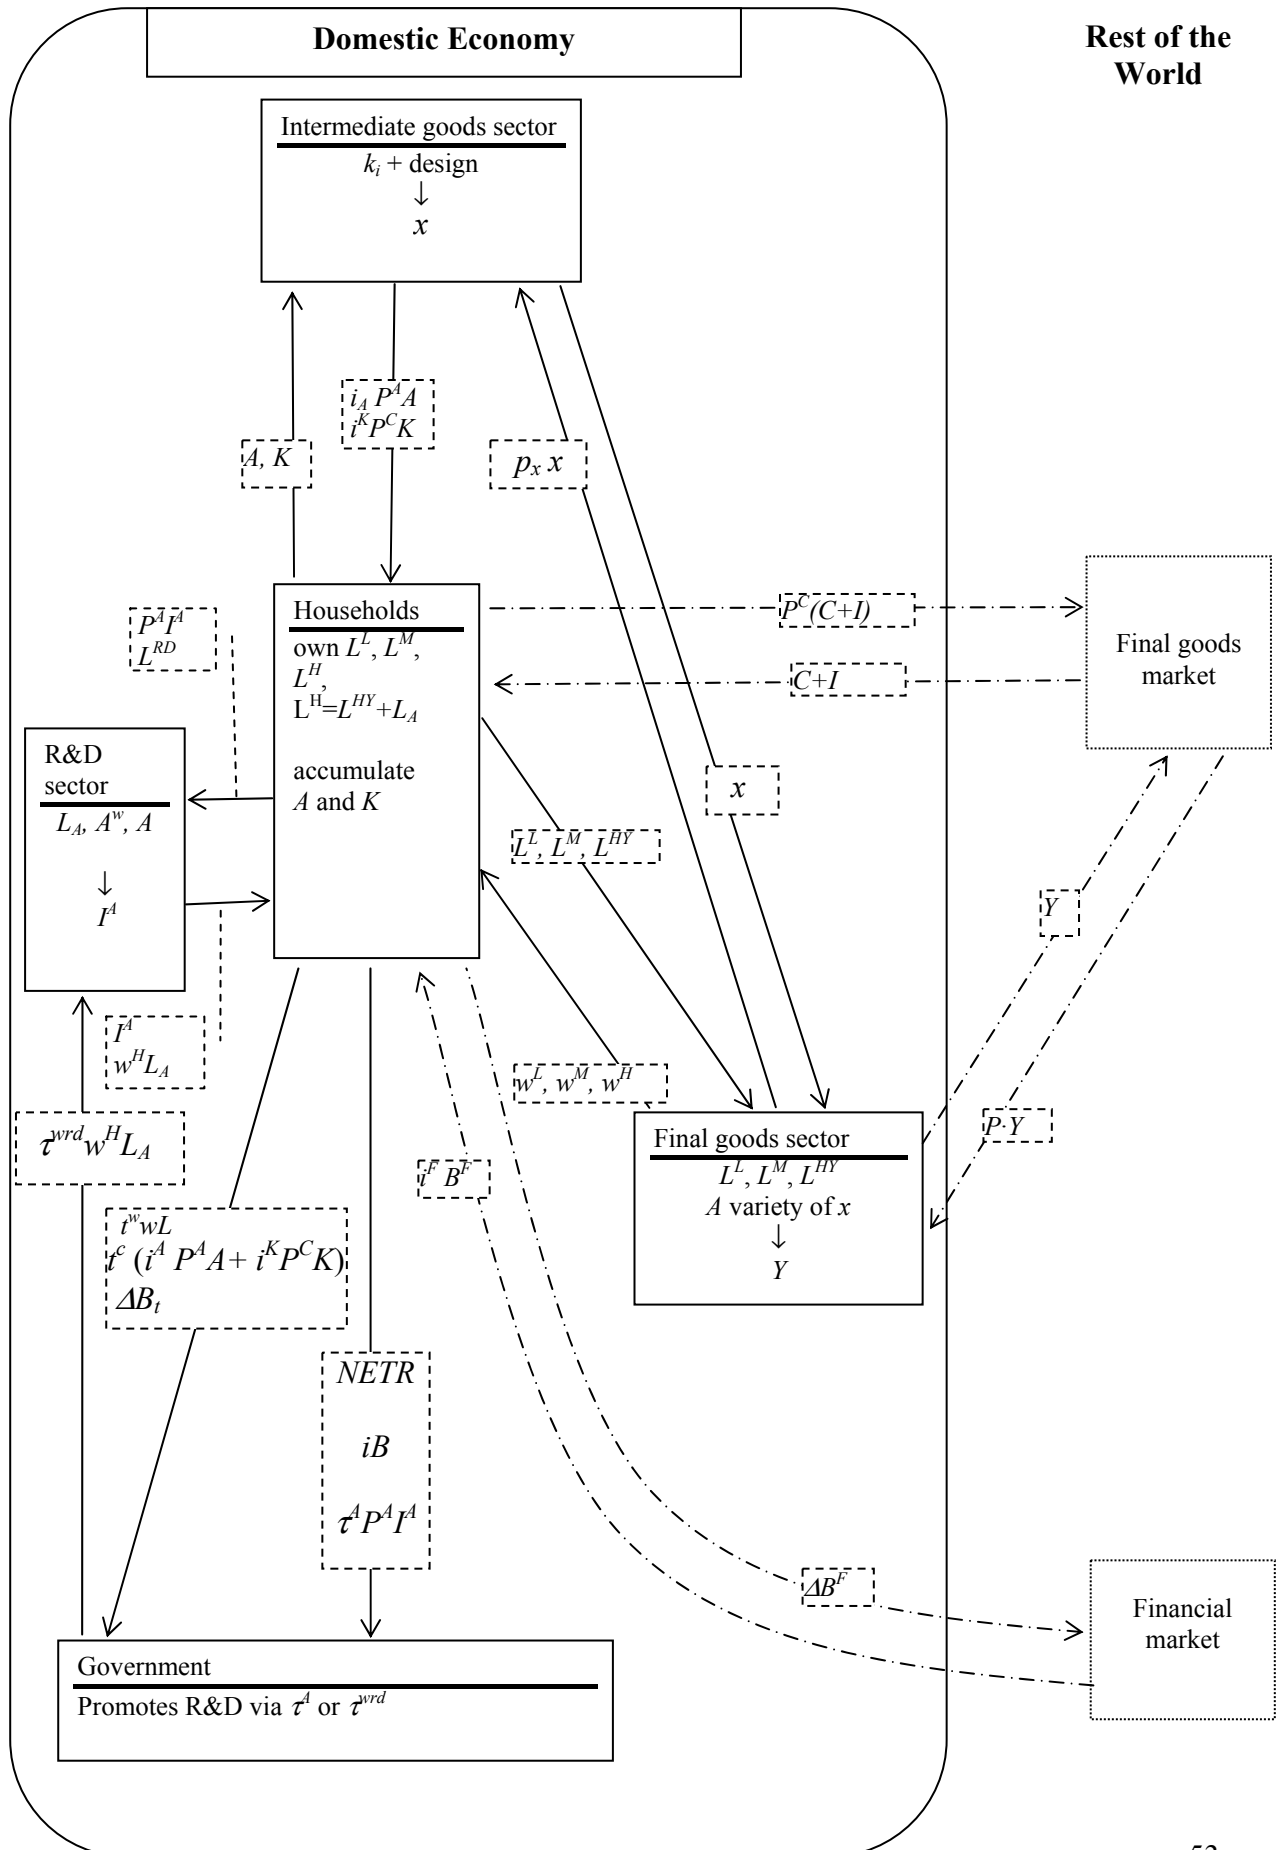 Domestic Economy
Rest of the
World
Intermediate goods sector
kᵢ + design
↓
x
i_A P^A A
i^K P^C K
A, K
pₓ x
P^A I^A
L^RD
Households
own L^L, L^M,
L^H,
L^H=L^HY+L_A
accumulate
A and K
P^C(C+I)
C+I
Final goods
market
R&D
sector
L_A, A^w, A
↓
I^A
x
L^L, L^M, L^HY
Y
I^A
w^H L_A
w^L, w^M, w^H
P·Y
τ^wrd w^H L_A
i^F B^F
Final goods sector
L^L, L^M, L^HY
A variety of x
↓
Y
t^w wL
t^c (i^A P^A A + i^K P^C K)
ΔB_t
NETR
iB
τ^A P^A I^A
ΔB^F
Financial
market
Government
Promotes R&D via τ^A or τ^wrd